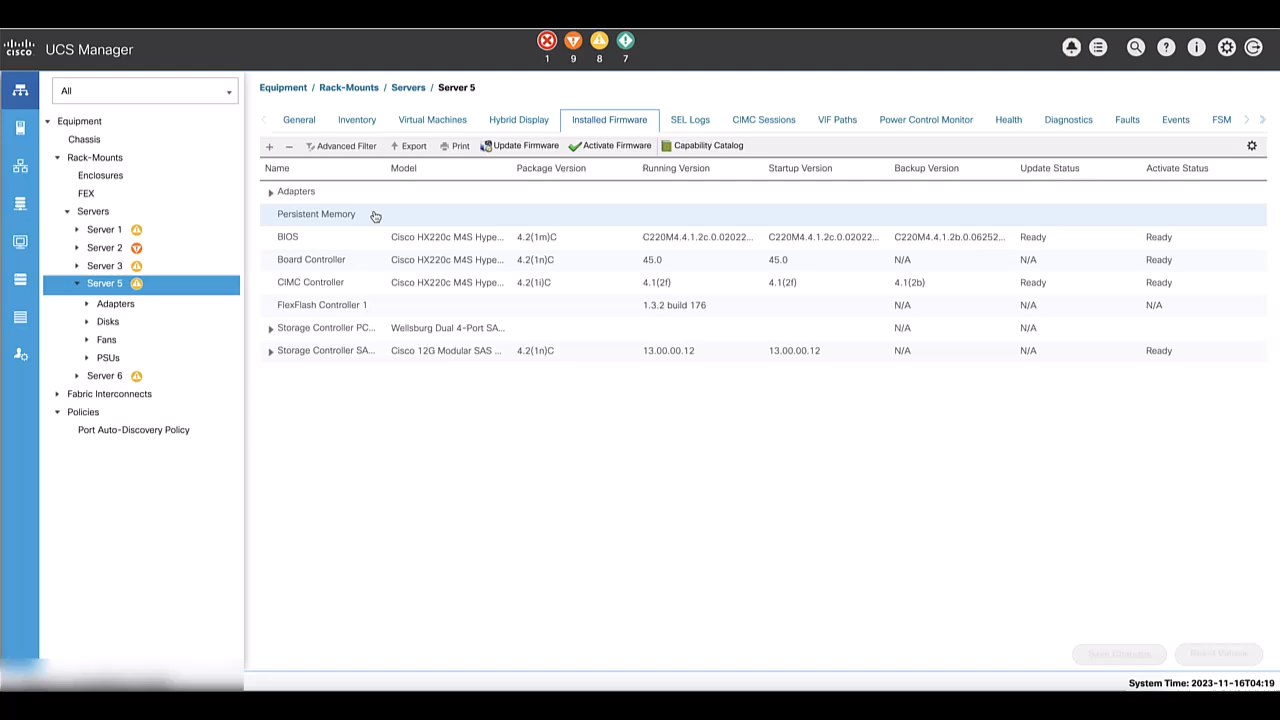 cisco UCS Manager
1 9 8 7
All
Equipment
Chassis
Rack-Mounts
Enclosures
FEX
Servers
Server 1
Server 2
Server 3
Server 5
Adapters
Disks
Fans
PSUs
Server 6
Fabric Interconnects
Policies
Port Auto-Discovery Policy
Equipment / Rack-Mounts / Servers / Server 5
General Inventory Virtual Machines Hybrid Display Installed Firmware SEL Logs CIMC Sessions VIF Paths Power Control Monitor Health Diagnostics Faults Events FSM
+ − Advanced Filter Export Print Update Firmware Activate Firmware Capability Catalog
Name Model Package Version Running Version Startup Version Backup Version Update Status Activate Status
Adapters
Persistent Memory
BIOS Cisco HX220c M4S Hype... 4.2(1m)C C220M4.4.1.2c.0.02022... C220M4.4.1.2c.0.02022... C220M4.4.1.2b.0.06252... Ready Ready
Board Controller Cisco HX220c M4S Hype... 4.2(1n)C 45.0 45.0 N/A N/A Ready
CIMC Controller Cisco HX220c M4S Hype... 4.2(1i)C 4.1(2f) 4.1(2f) 4.1(2b) Ready Ready
FlexFlash Controller 1 1.3.2 build 176 N/A N/A N/A
Storage Controller PC... Wellsburg Dual 4-Port SA... N/A N/A
Storage Controller SA... Cisco 12G Modular SAS ... 4.2(1n)C 13.00.00.12 13.00.00.12 N/A N/A Ready
System Time: 2023-11-16T04:19